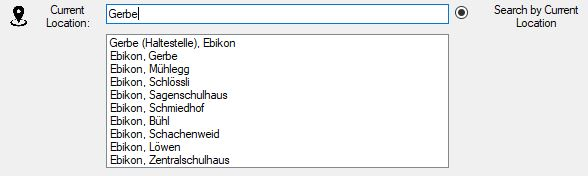 Current Location:
Gerbe
Search by Current Location
Gerbe (Haltestelle), Ebikon
Ebikon, Gerbe
Ebikon, Mühlegg
Ebikon, Schlössli
Ebikon, Sagenschulhaus
Ebikon, Schmiedhof
Ebikon, Bühl
Ebikon, Schachenweid
Ebikon, Löwen
Ebikon, Zentralschulhaus